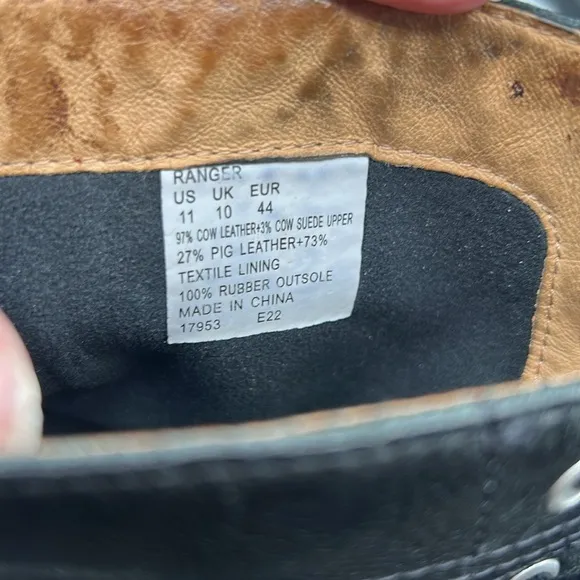 RANGER
US UK EUR
11 10 44
97% COW LEATHER+3% COW SUEDE UPPER
27% PIG LEATHER+73%
TEXTILE LINING
100% RUBBER OUTSOLE
MADE IN CHINA
17953 E22